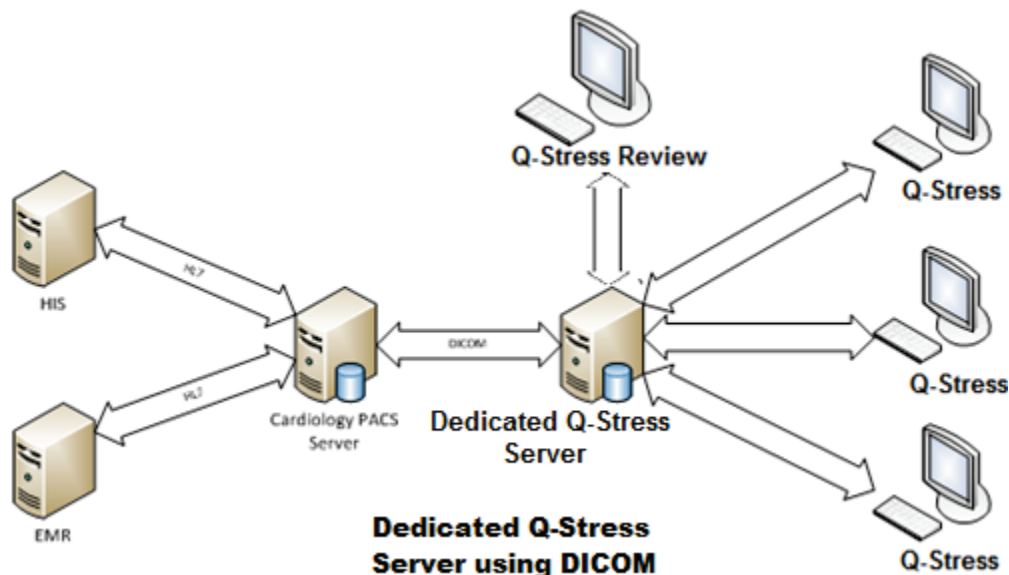 Q-Stress Review
Q-Stress
HL7
HIS
DICOM
Q-Stress
HL7
Cardiology PACS
Server
Dedicated Q-Stress
Server
EMR
Dedicated Q-Stress
Server using DICOM
Q-Stress